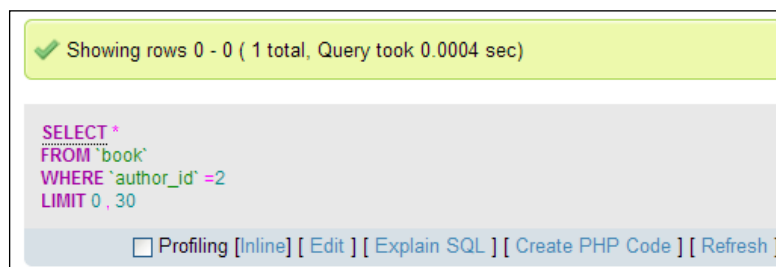 Showing rows 0 - 0 ( 1 total, Query took 0.0004 sec)
SELECT *
FROM `book`
WHERE `author_id` =2
LIMIT 0 , 30
Profiling [Inline] [ Edit ] [ Explain SQL ] [ Create PHP Code ] [ Refresh ]